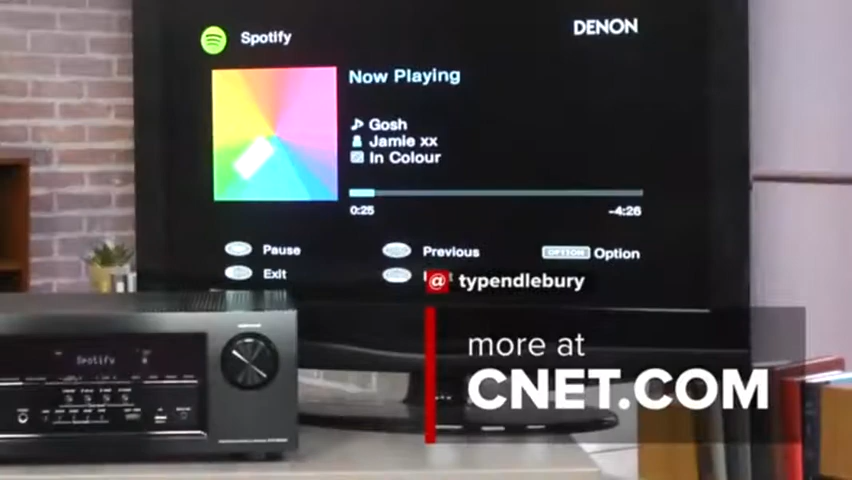 Spotify
DENON
Now Playing
Gosh
Jamie xx
In Colour
0:25
-4:26
Pause
Previous
OPTION Option
Exit
@ typendlebury
more at
CNET.COM
Spotify